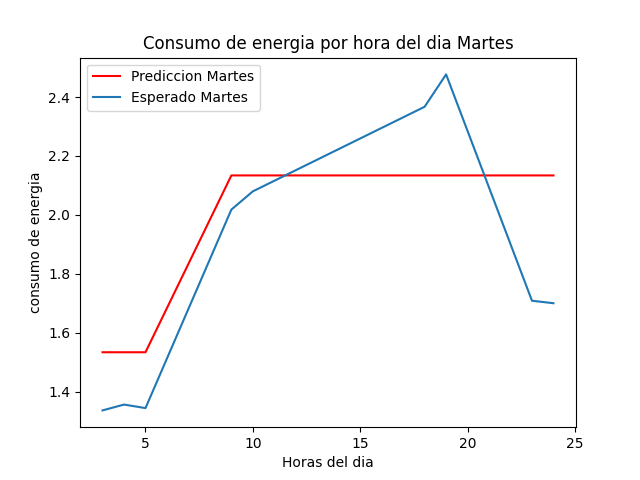 Consumo de energia por hora del dia Martes
Prediccion Martes
Esperado Martes
consumo de energia
2.4
2.2
2.0
1.8
1.6
1.4
5
10
15
20
25
Horas del dia